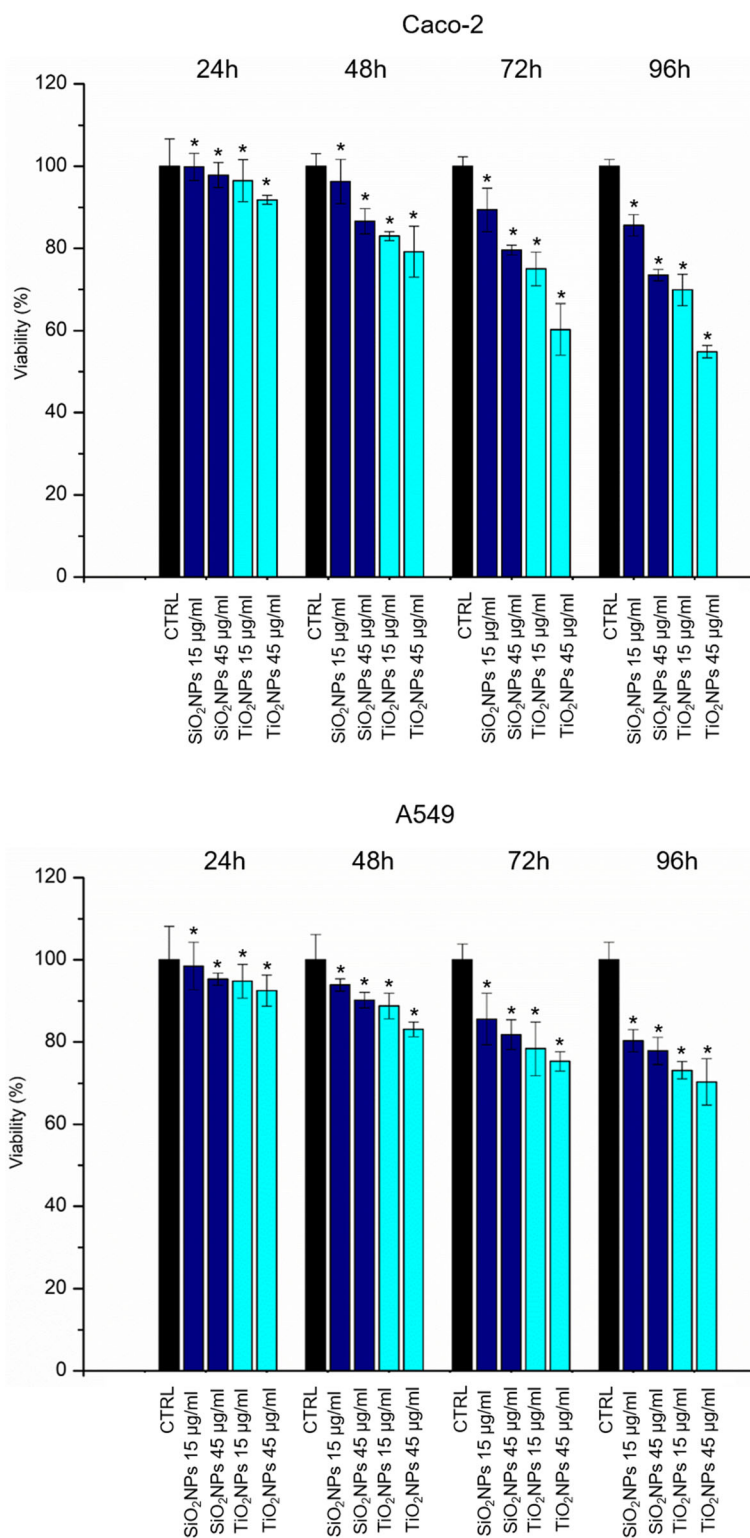 Caco-2
24h 48h 72h 96h
120
100
80
60
40
20
0
Viability (%)
* * * * * * * * * * * * * * * *
CTRL
SiO₂NPs 15 µg/ml
SiO₂NPs 45 µg/ml
TiO₂NPs 15 µg/ml
TiO₂NPs 45 µg/ml
CTRL
SiO₂NPs 15 µg/ml
SiO₂NPs 45 µg/ml
TiO₂NPs 15 µg/ml
TiO₂NPs 45 µg/ml
CTRL
SiO₂NPs 15 µg/ml
SiO₂NPs 45 µg/ml
TiO₂NPs 15 µg/ml
TiO₂NPs 45 µg/ml
CTRL
SiO₂NPs 15 µg/ml
SiO₂NPs 45 µg/ml
TiO₂NPs 15 µg/ml
TiO₂NPs 45 µg/ml
A549
24h 48h 72h 96h
120
100
80
60
40
20
0
Viability (%)
* * * * * * * * * * * * * * * *
CTRL
SiO₂NPs 15 µg/ml
SiO₂NPs 45 µg/ml
TiO₂NPs 15 µg/ml
TiO₂NPs 45 µg/ml
CTRL
SiO₂NPs 15 µg/ml
SiO₂NPs 45 µg/ml
TiO₂NPs 15 µg/ml
TiO₂NPs 45 µg/ml
CTRL
SiO₂NPs 15 µg/ml
SiO₂NPs 45 µg/ml
TiO₂NPs 15 µg/ml
TiO₂NPs 45 µg/ml
CTRL
SiO₂NPs 15 µg/ml
SiO₂NPs 45 µg/ml
TiO₂NPs 15 µg/ml
TiO₂NPs 45 µg/ml